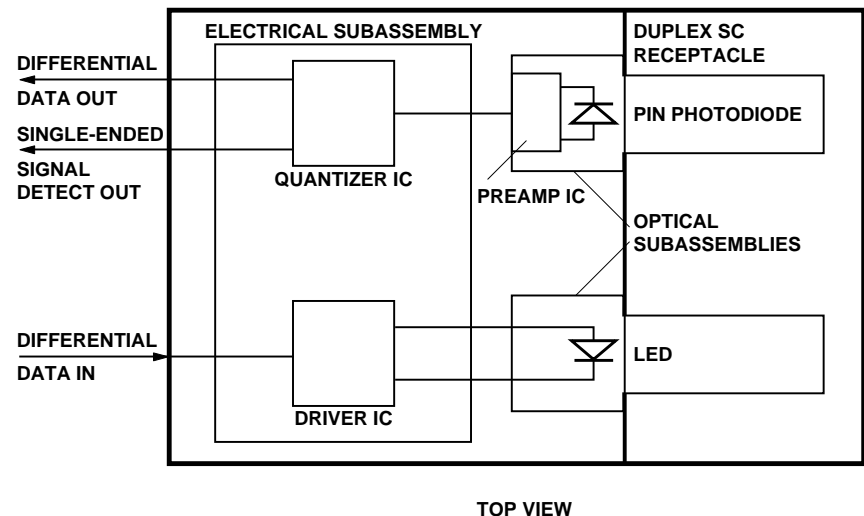 ELECTRICAL SUBASSEMBLY
DUPLEX SC
RECEPTACLE
DIFFERENTIAL
DATA OUT
PIN PHOTODIODE
SINGLE-ENDED
SIGNAL
DETECT OUT
QUANTIZER IC
PREAMP IC
OPTICAL
SUBASSEMBLIES
DIFFERENTIAL
DATA IN
LED
DRIVER IC
TOP VIEW